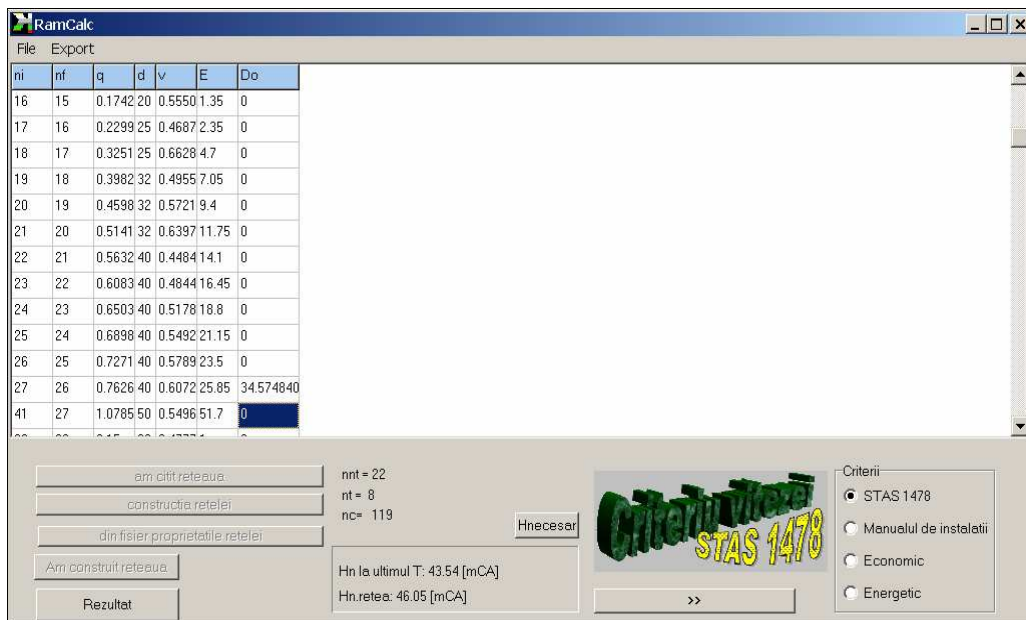 RamCalc
File Export
ni nf q d v E Do
16 15 0.1742 20 0.5550 1.35 0
17 16 0.2299 25 0.4687 2.35 0
18 17 0.3251 25 0.6628 4.7 0
19 18 0.3982 32 0.4955 7.05 0
20 19 0.4598 32 0.5721 9.4 0
21 20 0.5141 32 0.6397 11.75 0
22 21 0.5632 40 0.4484 14.1 0
23 22 0.6083 40 0.4844 16.45 0
24 23 0.6503 40 0.5178 18.8 0
25 24 0.6898 40 0.5492 21.15 0
26 25 0.7271 40 0.5789 23.5 0
27 26 0.7626 40 0.6072 25.85 34.574840
41 27 1.0785 50 0.5496 51.7 0
am citit reteaua
constructia retelei
din fisier proprietatile retelei
Am construit reteaua
Rezultat
nnt = 22
nt = 8
nc= 119
Hnecesar
Hn la ultimul T: 43.54 [mCA]
Hn.retea: 46.05 [mCA]
Criteriu vitezei
STAS 1478
>>
Criterii
STAS 1478
Manualul de instalatii
Economic
Energetic